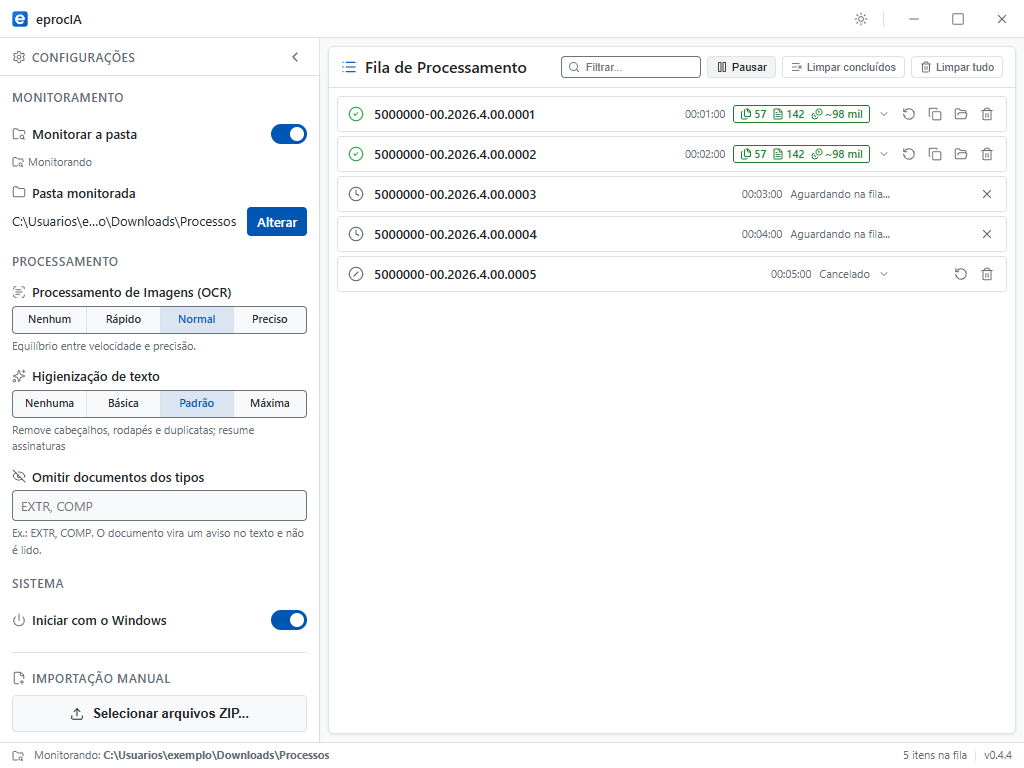 eprocIA
CONFIGURAÇÕES
MONITORAMENTO
Monitorar a pasta
Monitorando
Pasta monitorada
C:\Usuarios\e...o\Downloads\Processos
Alterar
PROCESSAMENTO
Processamento de Imagens (OCR)
Nenhum Rápido Normal Preciso
Equilíbrio entre velocidade e precisão.
Higienização de texto
Nenhuma Básica Padrão Máxima
Remove cabeçalhos, rodapés e duplicatas; resume
assinaturas
Omitir documentos dos tipos
EXTR, COMP
Ex.: EXTR, COMP. O documento vira um aviso no texto e não
é lido.
SISTEMA
Iniciar com o Windows
IMPORTAÇÃO MANUAL
Selecionar arquivos ZIP...
Fila de Processamento
Filtrar...
Pausar
Limpar concluídos
Limpar tudo
5000000-00.2026.4.00.0001 00:01:00 57 142 ~98 mil
5000000-00.2026.4.00.0002 00:02:00 57 142 ~98 mil
5000000-00.2026.4.00.0003 00:03:00 Aguardando na fila...
5000000-00.2026.4.00.0004 00:04:00 Aguardando na fila...
5000000-00.2026.4.00.0005 00:05:00 Cancelado
Monitorando: C:\Usuarios\exemplo\Downloads\Processos
5 itens na fila v0.4.4